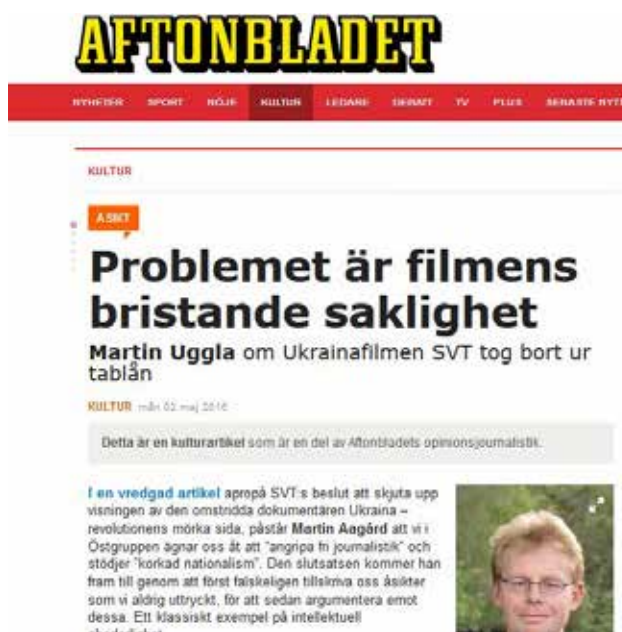 AFTONBLADET
NYHETER SPORT NÖJE KULTUR LEDARE DEBATT TV PLUS SENASTE NYTT
KULTUR
ÅSIKT
Problemet är filmens
bristande saklighet
Martin Uggla om Ukrainafilmen SVT tog bort ur
tablån
KULTUR mån 02 maj 2016
Detta är en kulturartikel som är en del av Aftonbladets opinionsjournalistik.
I en vredgad artikel apropå SVT:s beslut att skjuta upp
visningen av den omstridda dokumentären Ukraina –
revolutionens mörka sida, påstår Martin Aagård att vi i
Östgruppen ägnar oss åt att "angripa fri journalistik" och
stödjer "korkad nationalism". Den slutsatsen kommer han
fram till genom att först falskeligen tillskriva oss åsikter
som vi aldrig uttryckt, för att sedan argumentera emot
dessa. Ett klassiskt exempel på intellektuell